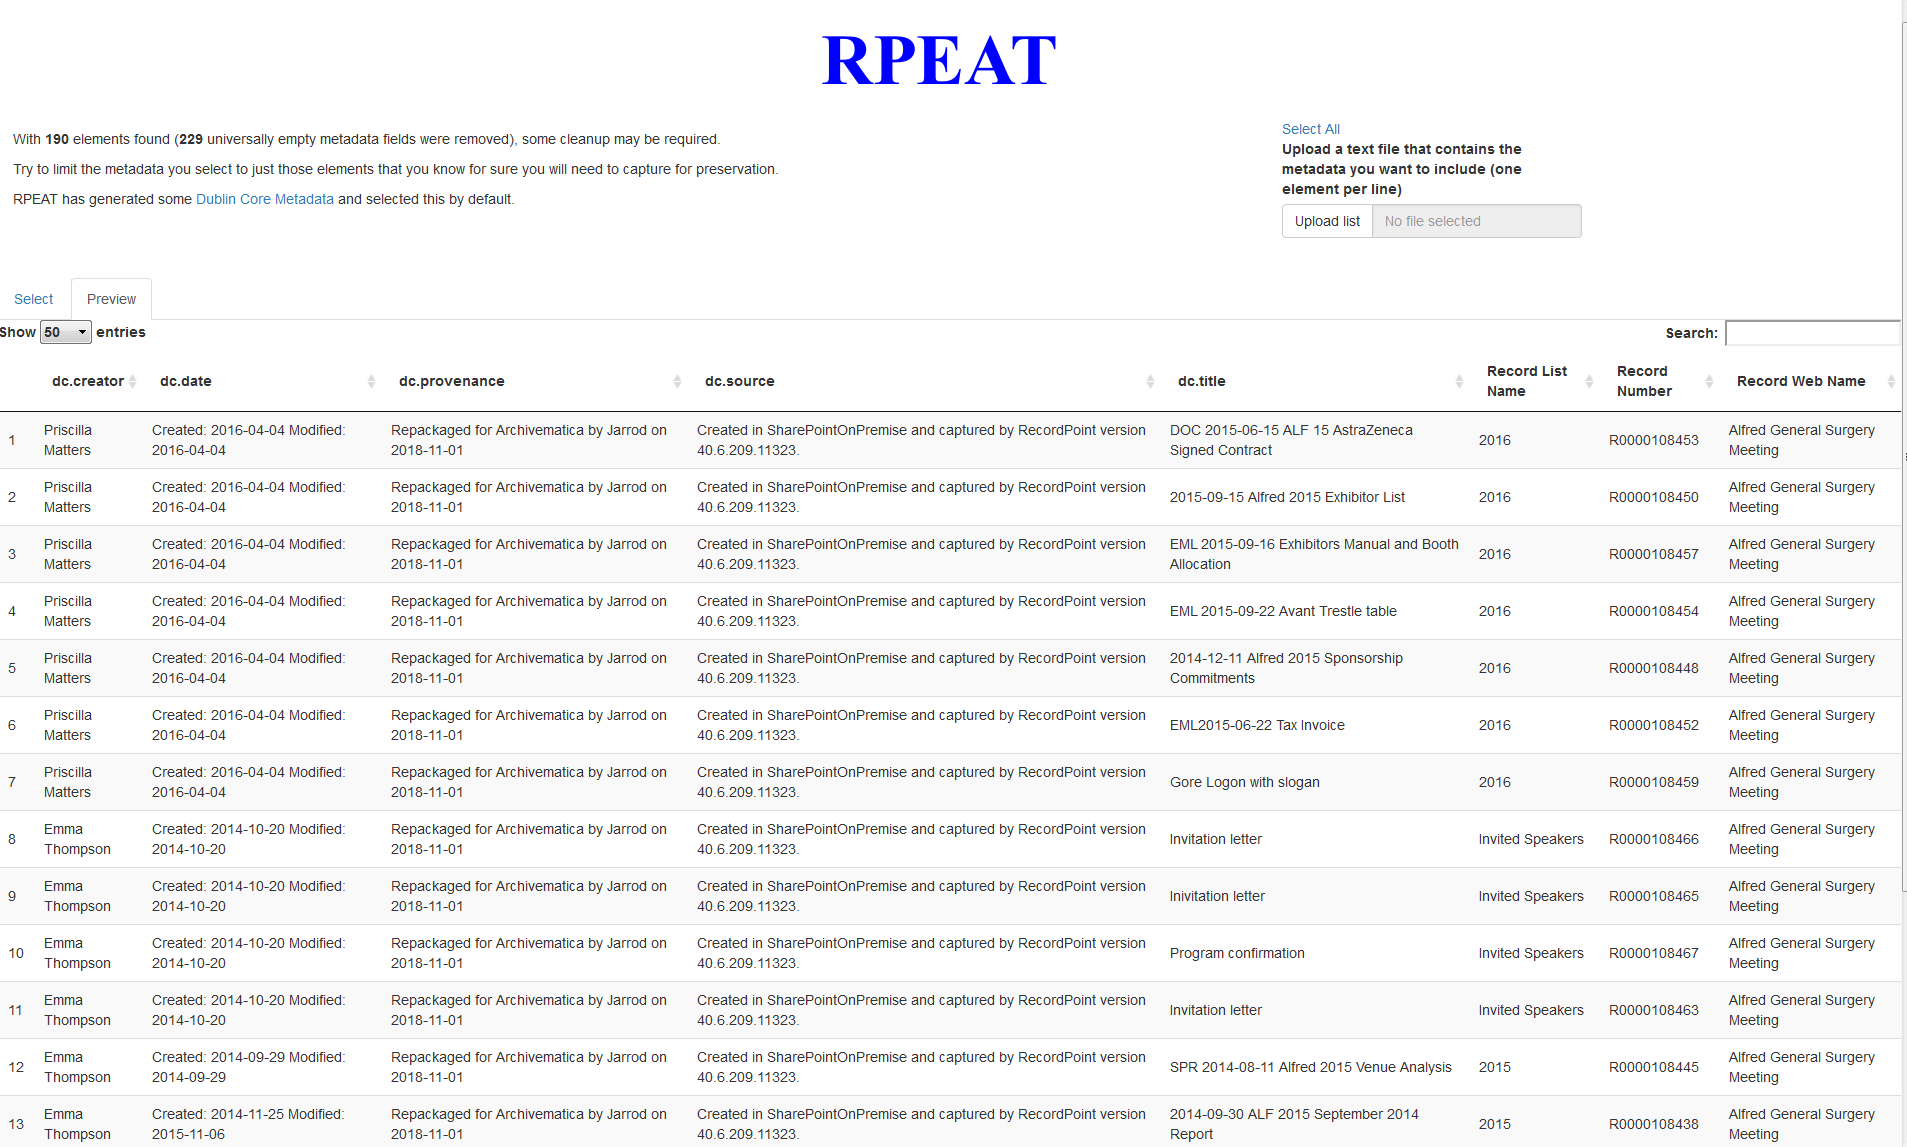 RPEAT
With 190 elements found (229 universally empty metadata fields were removed), some cleanup may be required.
Try to limit the metadata you select to just those elements that you know for sure you will need to capture for preservation.
RPEAT has generated some Dublin Core Metadata and selected this by default.
Select All
Upload a text file that contains the
metadata you want to include (one
element per line)
Upload list No file selected
Select Preview
Show 50 entries Search:
dc.creator dc.date dc.provenance dc.source dc.title Record List Name Record Number Record Web Name
1 Priscilla Matters Created: 2016-04-04 Modified: 2016-04-04 Repackaged for Archivematica by Jarrod on 2018-11-01 Created in SharePointOnPremise and captured by RecordPoint version 40.6.209.11323. DOC 2015-06-15 ALF 15 AstraZeneca Signed Contract 2016 R0000108453 Alfred General Surgery Meeting
2 Priscilla Matters Created: 2016-04-04 Modified: 2016-04-04 Repackaged for Archivematica by Jarrod on 2018-11-01 Created in SharePointOnPremise and captured by RecordPoint version 40.6.209.11323. 2015-09-15 Alfred 2015 Exhibitor List 2016 R0000108450 Alfred General Surgery Meeting
3 Priscilla Matters Created: 2016-04-04 Modified: 2016-04-04 Repackaged for Archivematica by Jarrod on 2018-11-01 Created in SharePointOnPremise and captured by RecordPoint version 40.6.209.11323. EML 2015-09-16 Exhibitors Manual and Booth Allocation 2016 R0000108457 Alfred General Surgery Meeting
4 Priscilla Matters Created: 2016-04-04 Modified: 2016-04-04 Repackaged for Archivematica by Jarrod on 2018-11-01 Created in SharePointOnPremise and captured by RecordPoint version 40.6.209.11323. EML 2015-09-22 Avant Trestle table 2016 R0000108454 Alfred General Surgery Meeting
5 Priscilla Matters Created: 2016-04-04 Modified: 2016-04-04 Repackaged for Archivematica by Jarrod on 2018-11-01 Created in SharePointOnPremise and captured by RecordPoint version 40.6.209.11323. 2014-12-11 Alfred 2015 Sponsorship Commitments 2016 R0000108448 Alfred General Surgery Meeting
6 Priscilla Matters Created: 2016-04-04 Modified: 2016-04-04 Repackaged for Archivematica by Jarrod on 2018-11-01 Created in SharePointOnPremise and captured by RecordPoint version 40.6.209.11323. EML2015-06-22 Tax Invoice 2016 R0000108452 Alfred General Surgery Meeting
7 Priscilla Matters Created: 2016-04-04 Modified: 2016-04-04 Repackaged for Archivematica by Jarrod on 2018-11-01 Created in SharePointOnPremise and captured by RecordPoint version 40.6.209.11323. Gore Logon with slogan 2016 R0000108459 Alfred General Surgery Meeting
8 Emma Thompson Created: 2014-10-20 Modified: 2014-10-20 Repackaged for Archivematica by Jarrod on 2018-11-01 Created in SharePointOnPremise and captured by RecordPoint version 40.6.209.11323. Invitation letter Invited Speakers R0000108466 Alfred General Surgery Meeting
9 Emma Thompson Created: 2014-10-20 Modified: 2014-10-20 Repackaged for Archivematica by Jarrod on 2018-11-01 Created in SharePointOnPremise and captured by RecordPoint version 40.6.209.11323. Inivitation letter Invited Speakers R0000108465 Alfred General Surgery Meeting
10 Emma Thompson Created: 2014-10-20 Modified: 2014-10-20 Repackaged for Archivematica by Jarrod on 2018-11-01 Created in SharePointOnPremise and captured by RecordPoint version 40.6.209.11323. Program confirmation Invited Speakers R0000108467 Alfred General Surgery Meeting
11 Emma Thompson Created: 2014-10-20 Modified: 2014-10-20 Repackaged for Archivematica by Jarrod on 2018-11-01 Created in SharePointOnPremise and captured by RecordPoint version 40.6.209.11323. Invitation letter Invited Speakers R0000108463 Alfred General Surgery Meeting
12 Emma Thompson Created: 2014-09-29 Modified: 2014-09-29 Repackaged for Archivematica by Jarrod on 2018-11-01 Created in SharePointOnPremise and captured by RecordPoint version 40.6.209.11323. SPR 2014-08-11 Alfred 2015 Venue Analysis 2015 R0000108445 Alfred General Surgery Meeting
13 Emma Thompson Created: 2014-11-25 Modified: 2015-11-06 Repackaged for Archivematica by Jarrod on 2018-11-01 Created in SharePointOnPremise and captured by RecordPoint version 40.6.209.11323. 2014-09-30 ALF 2015 September 2014 Report 2015 R0000108438 Alfred General Surgery Meeting